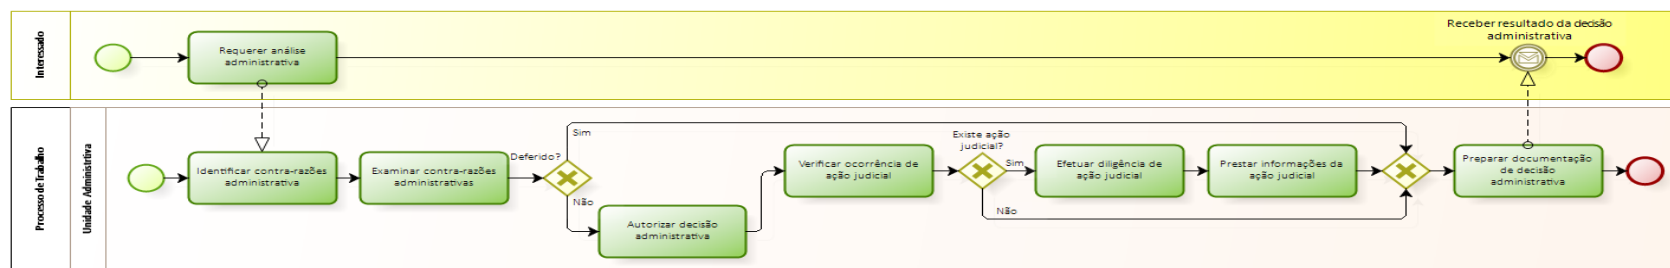 Interessado
Requerer análise
administrativa
Receber resultado da decisão
administrativa
Processo de Trabalho
Unidade Administrtiva
Identificar contra-razões
administrativa
Examinar contra-razões
administrativas
Deferido?
Sim
Não
Autorizar decisão
administrativa
Verificar ocorrência de
ação judicial
Existe ação
judicial?
Sim
Não
Efetuar diligência de
ação judicial
Prestar informações da
ação judicial
Preparar documentação
de decisão
administrativa